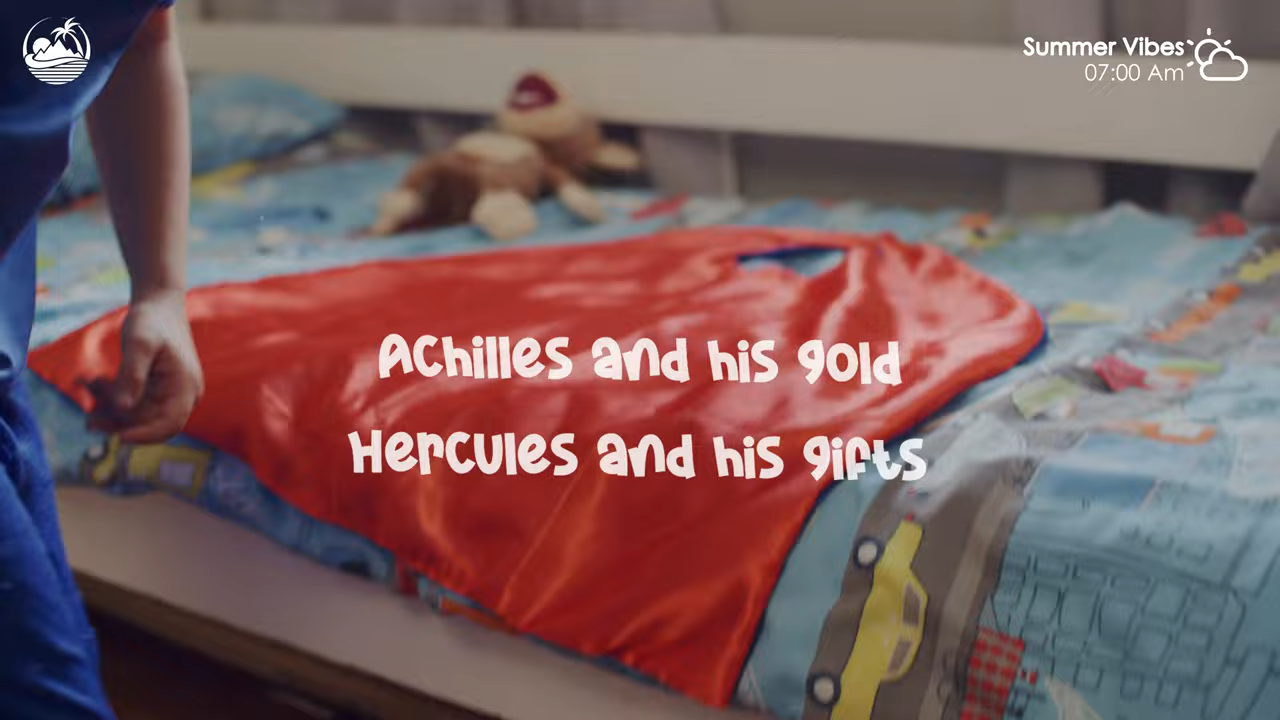 Summer Vibes
07:00 Am
Achilles and his gold
Hercules and his gifts